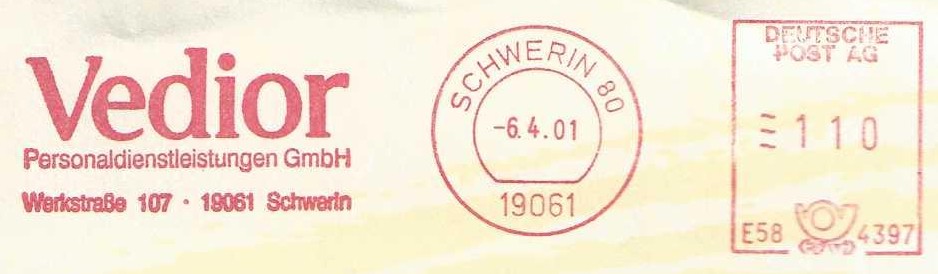 Vedior
Personaldienstleistungen GmbH
Werkstraße 107 · 19061 Schwerin
SCHWERIN 80
-6.4.01
19061
DEUTSCHE
POST AG
110
E58 4397